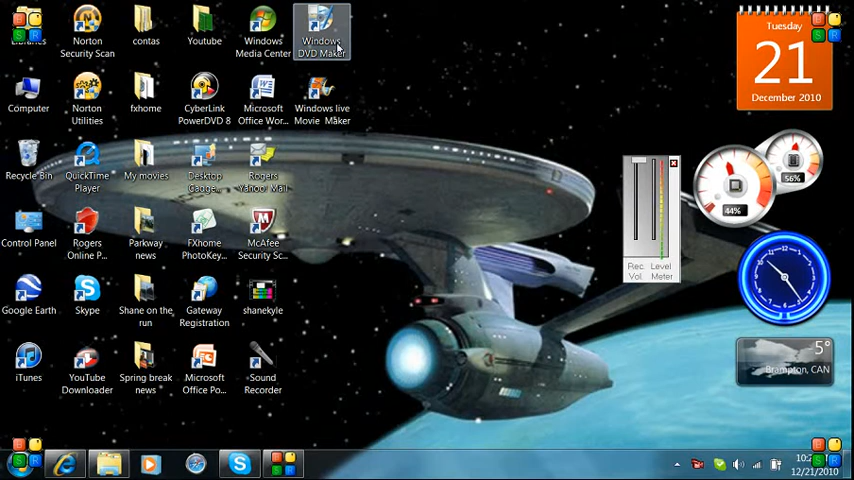 Libraries
Norton
Security Scan
contas
Youtube
Windows
Media Center
Windows
DVD Maker
Computer
Norton
Utilities
fxhome
CyberLink
PowerDVD 8
Microsoft
Office Wor...
Windows live
Movie Maker
Recycle Bin
QuickTime
Player
My movies
Desktop
Gadge...
Rogers
Yahoo Mail
Control Panel
Rogers
Online P...
Parkway
news
FXhome
PhotoKey...
McAfee
Security Sc...
Google Earth
Skype
Shane on the
run
Gateway
Registration
shanekyle
iTunes
YouTube
Downloader
Spring break
news
Microsoft
Office Po...
Sound
Recorder
Tuesday
21
December 2010
44%
56%
Rec.
Vol.
Level
Meter
5°
Brampton, CAN
12/21/2010